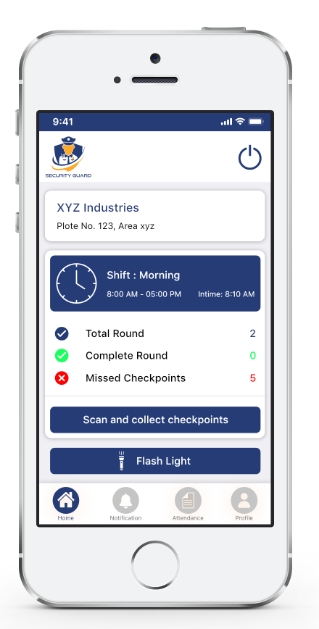 9:41
SECURITY GUARD
XYZ Industries
Plote No. 123, Area xyz
Shift : Morning
8:00 AM - 05:00 PM Intime: 8:10 AM
Total Round 2
Complete Round 0
Missed Checkpoints 5
Scan and collect checkpoints
Flash Light
Home Notification Attendance Profile